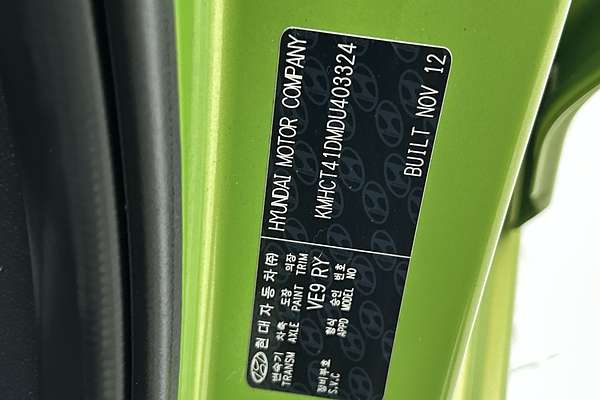 현대자동차(주) HYUNDAI MOTOR COMPANY
변속기 차축 도장 의장
TRANSM AXLE PAINT TRIM
VE9 RY KMHCT41DMDU403324
형식 승인 번호
APPD MODEL NO
정비부호
S.V.C
BUILT NOV 12